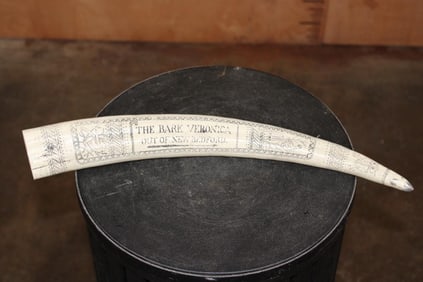 THE BARK VERONICA
OUT OF NEW BEDFORD.